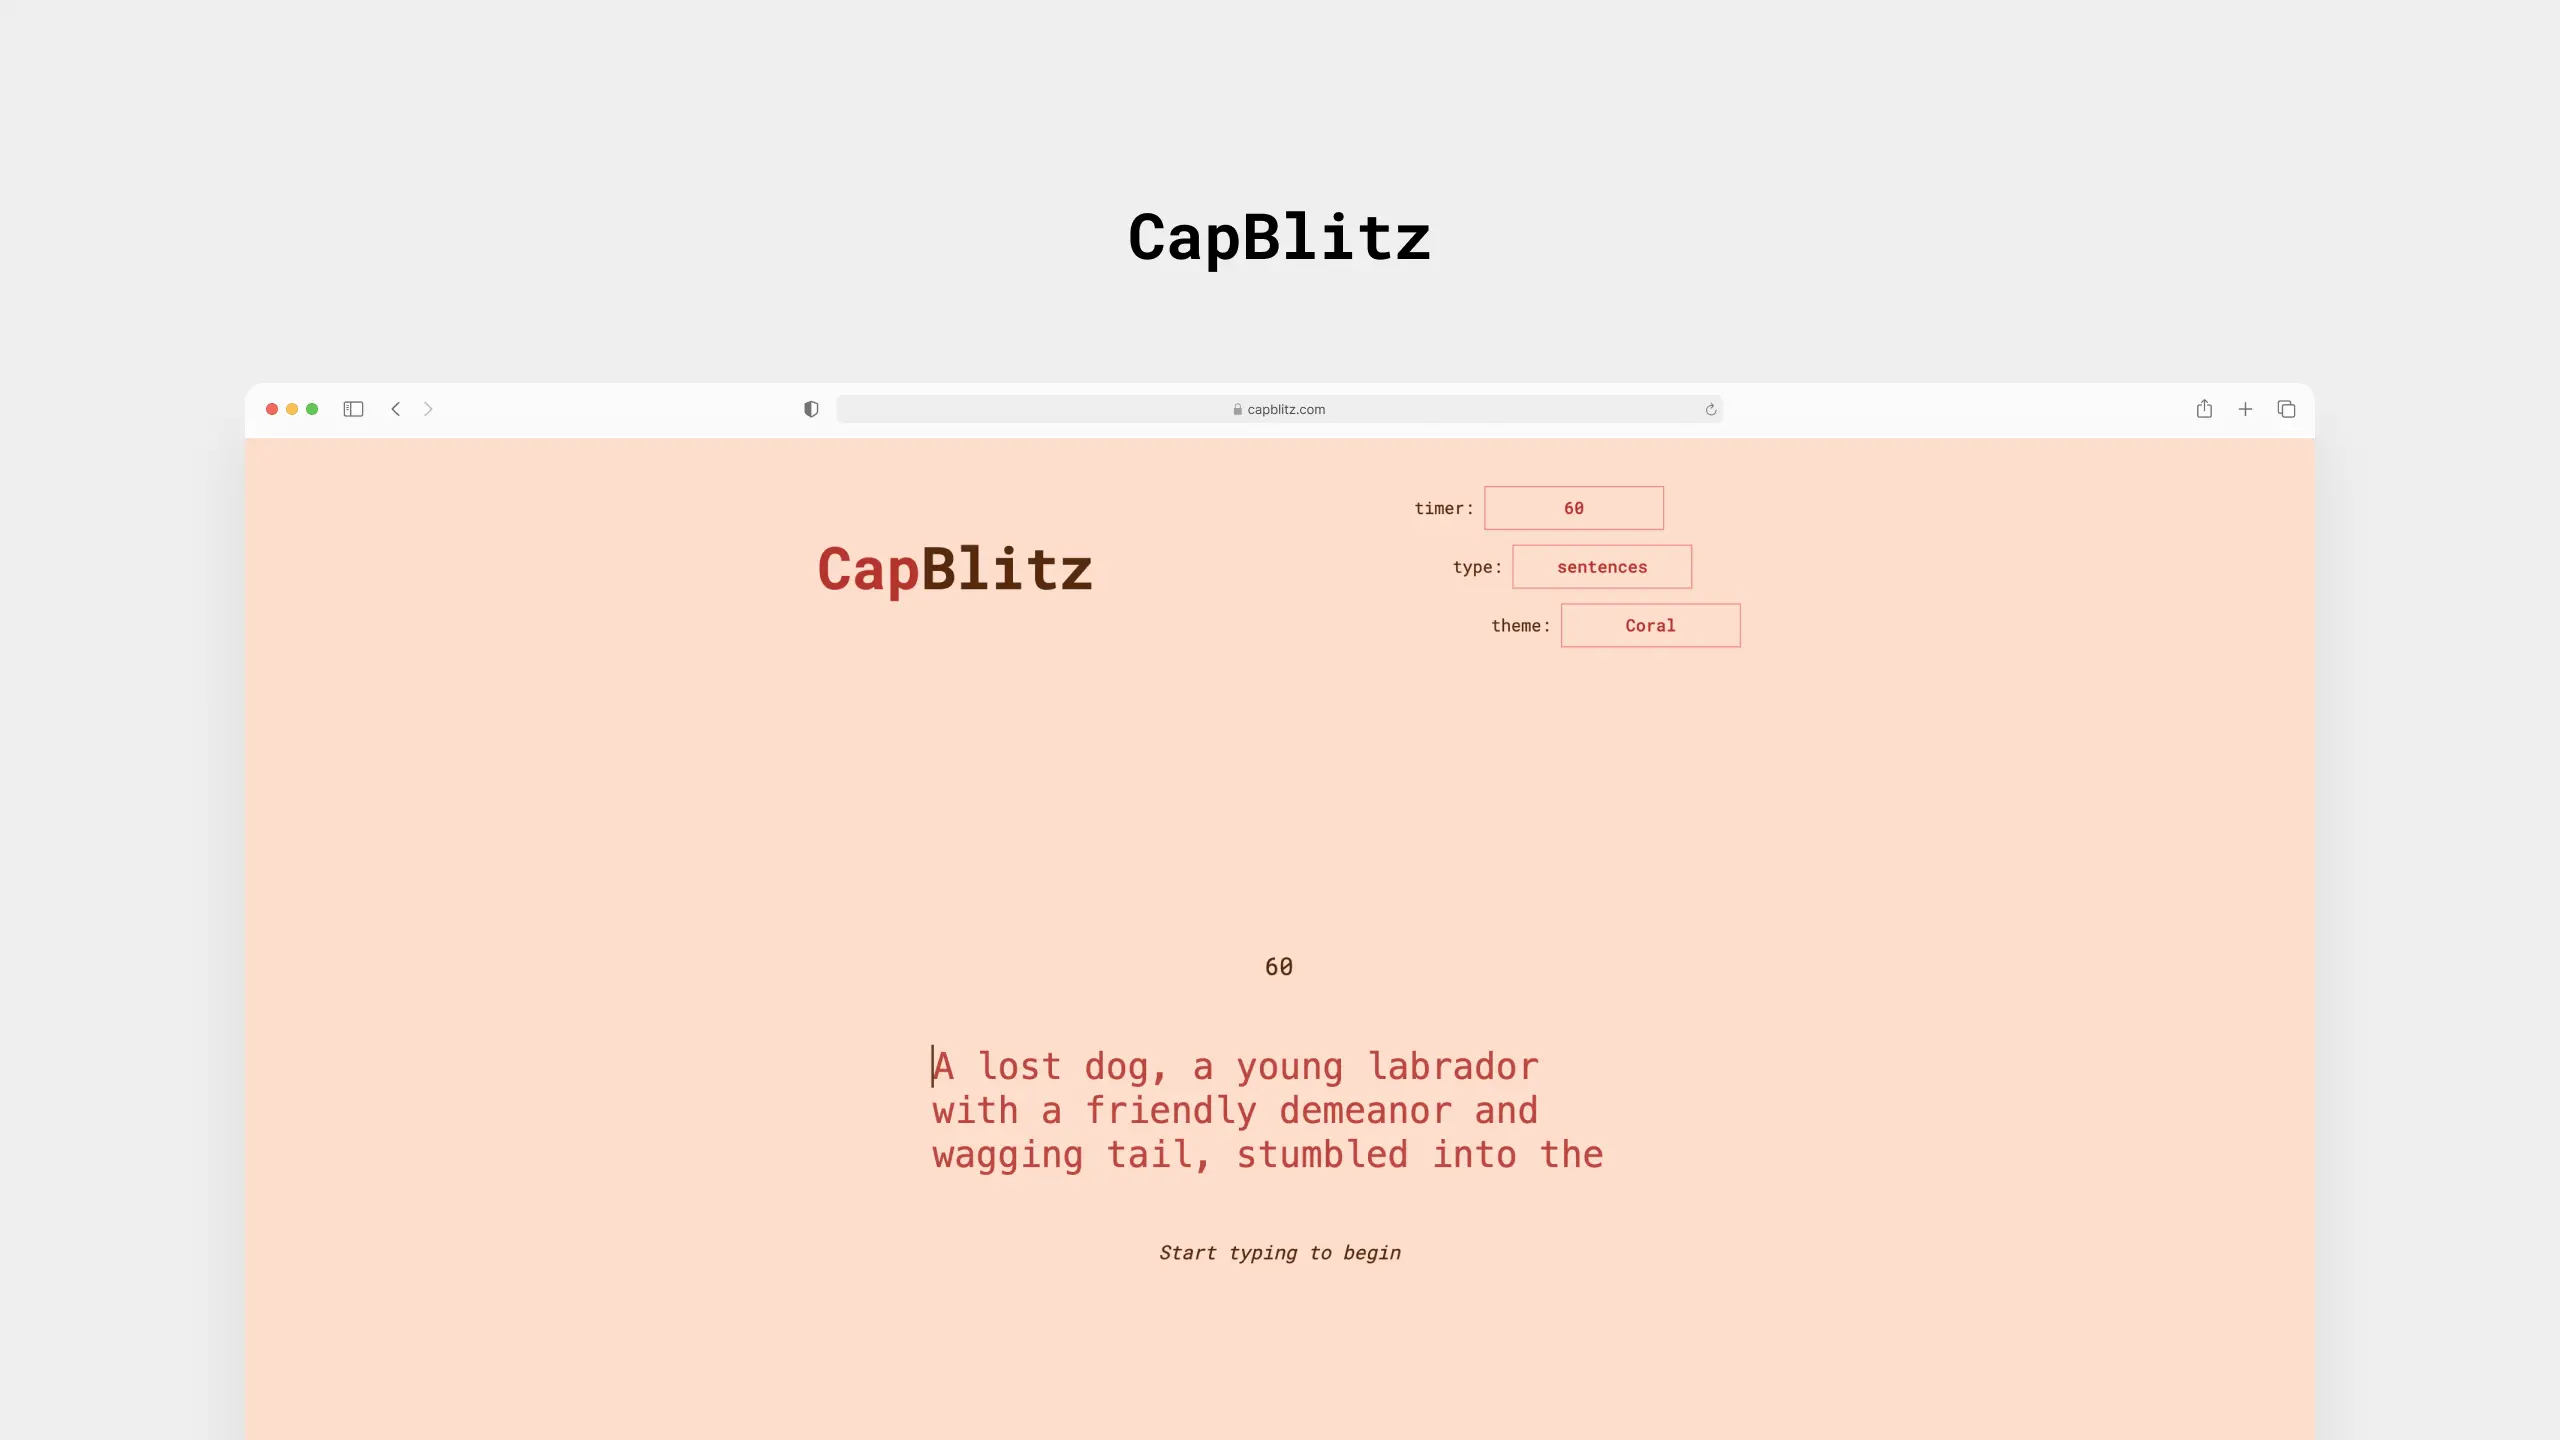 CapBlitz
capblitz.com
timer: 60
CapBlitz
type: sentences
theme: Coral
60
A lost dog, a young labrador
with a friendly demeanor and
wagging tail, stumbled into the
Start typing to begin